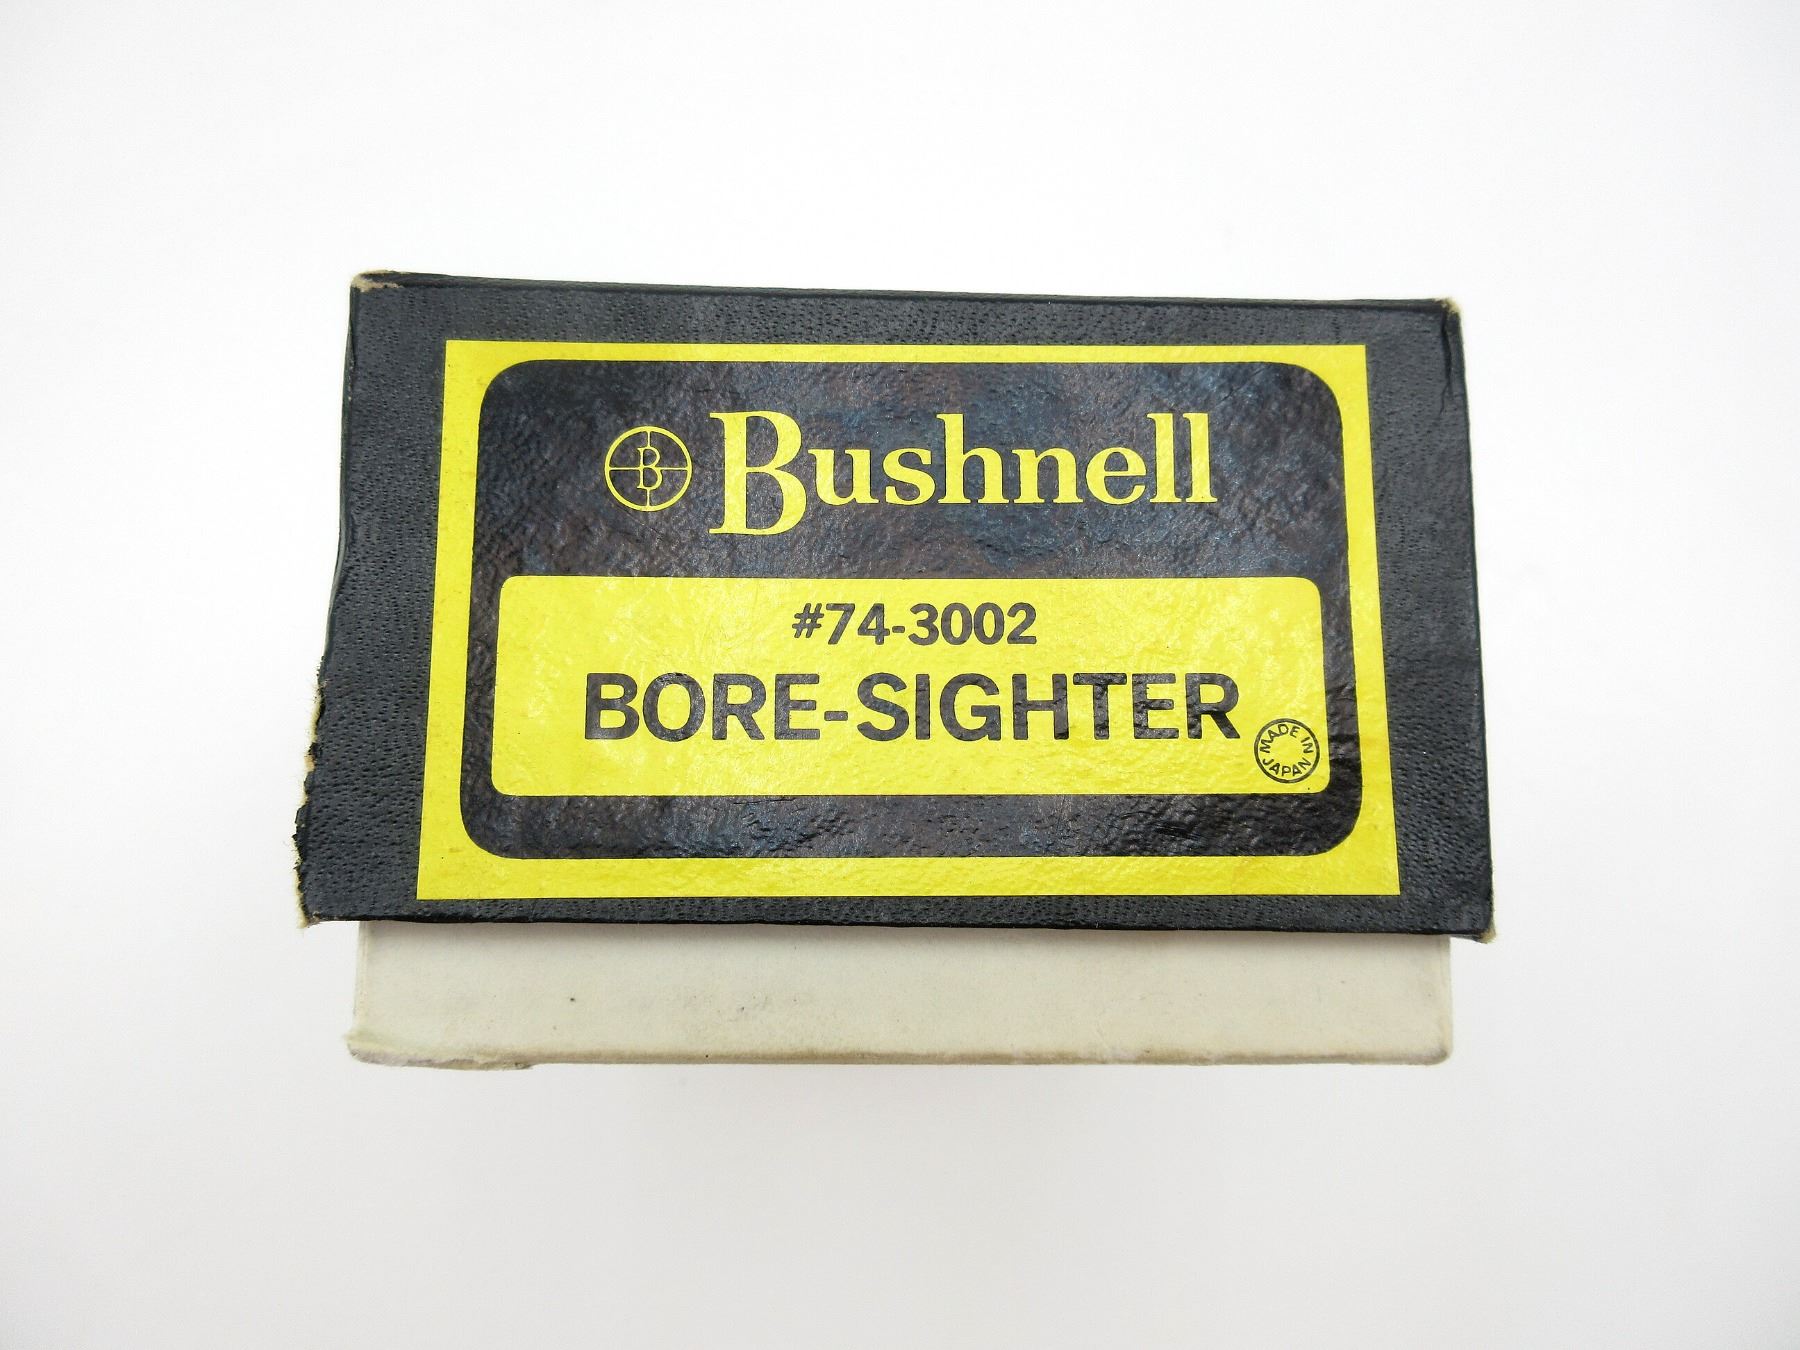 B
Bushnell
#74-3002
BORE-SIGHTER
MADE IN
JAPAN